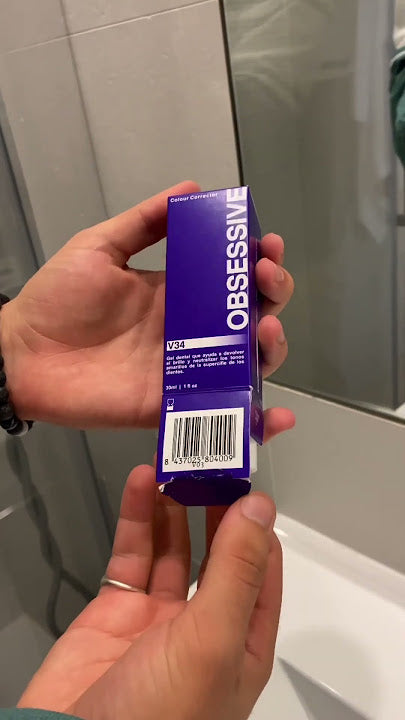 Colour Corrector
OBSESSIVE
V34
Gel dental que ayuda a devolver
el brillo y neutralizar los tonos
amarillos de la superficie de los
dientes.
30ml | 1 fl oz
8 437025 804009
V03